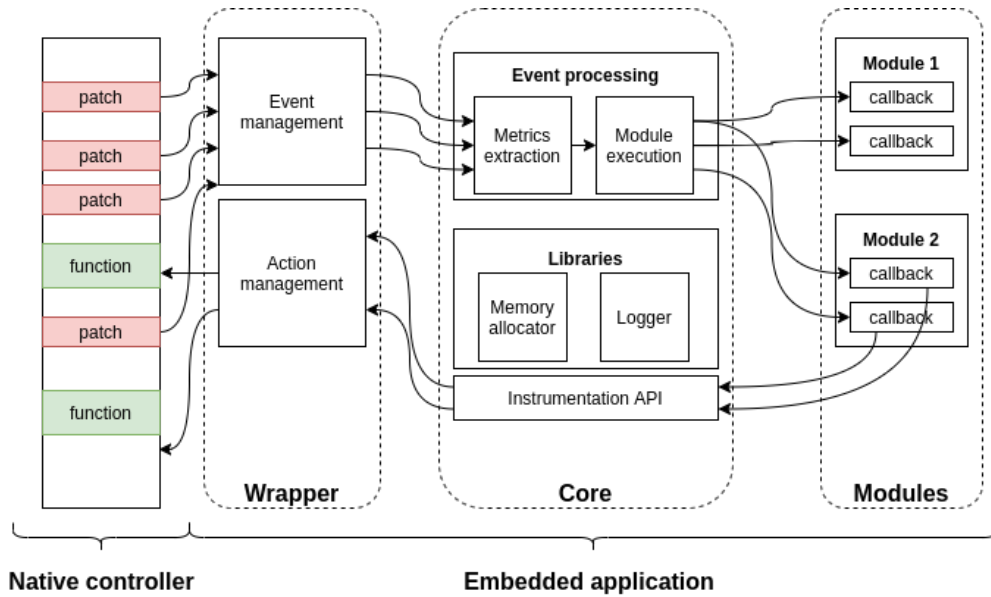 patch
patch
patch
function
patch
function
Event
management
Action
management
Wrapper
Event processing
Metrics
extraction
Module
execution
Libraries
Memory
allocator
Logger
Instrumentation API
Core
Module 1
callback
callback
Module 2
callback
callback
Modules
Native controller
Embedded application